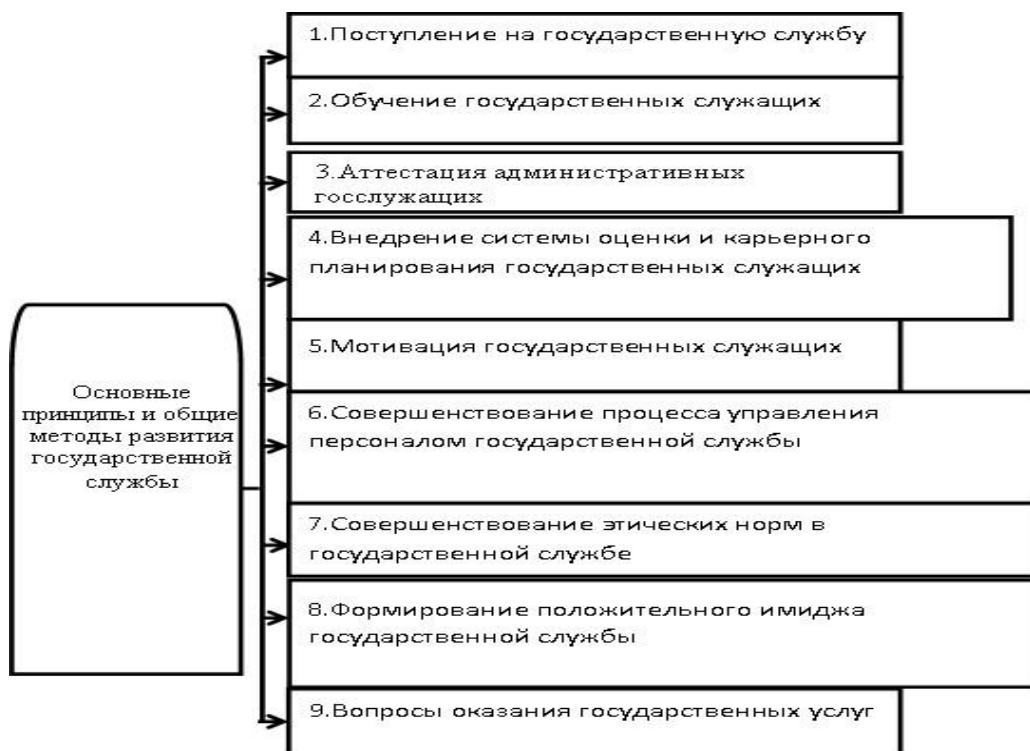 1.Поступление на государственную службу
2.Обучение государственных служащих
3.Аттестация административных
госслужащих
4.Внедрение системы оценки и карьерного
планирования государственных служащих
5.Мотивация государственных служащих
Основные
принципы и общие
методы развития
государственной
службы
6.Совершенствование процесса управления
персоналом государственной службы
7.Совершенствование этических норм в
государственной службе
8.Формирование положительного имиджа
государственной службы
9.Вопросы оказания государственных услуг